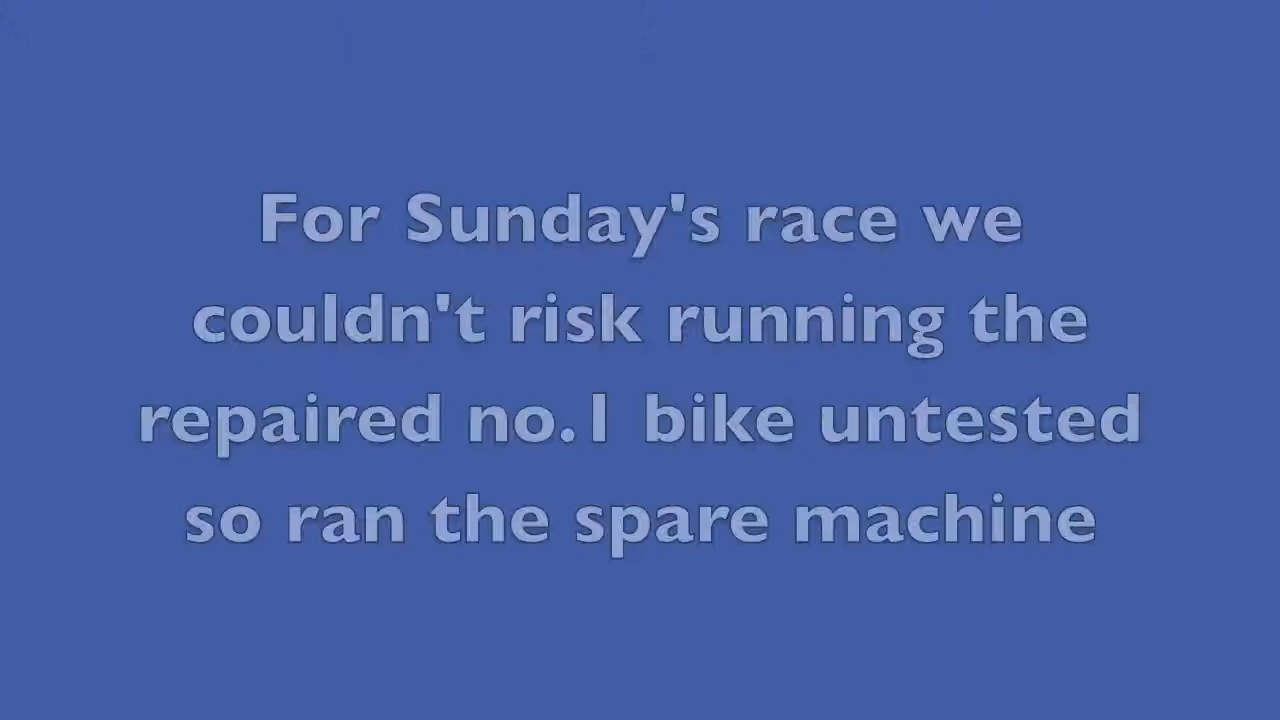 For Sunday's race we
couldn't risk running the
repaired no.1 bike untested
so ran the spare machine